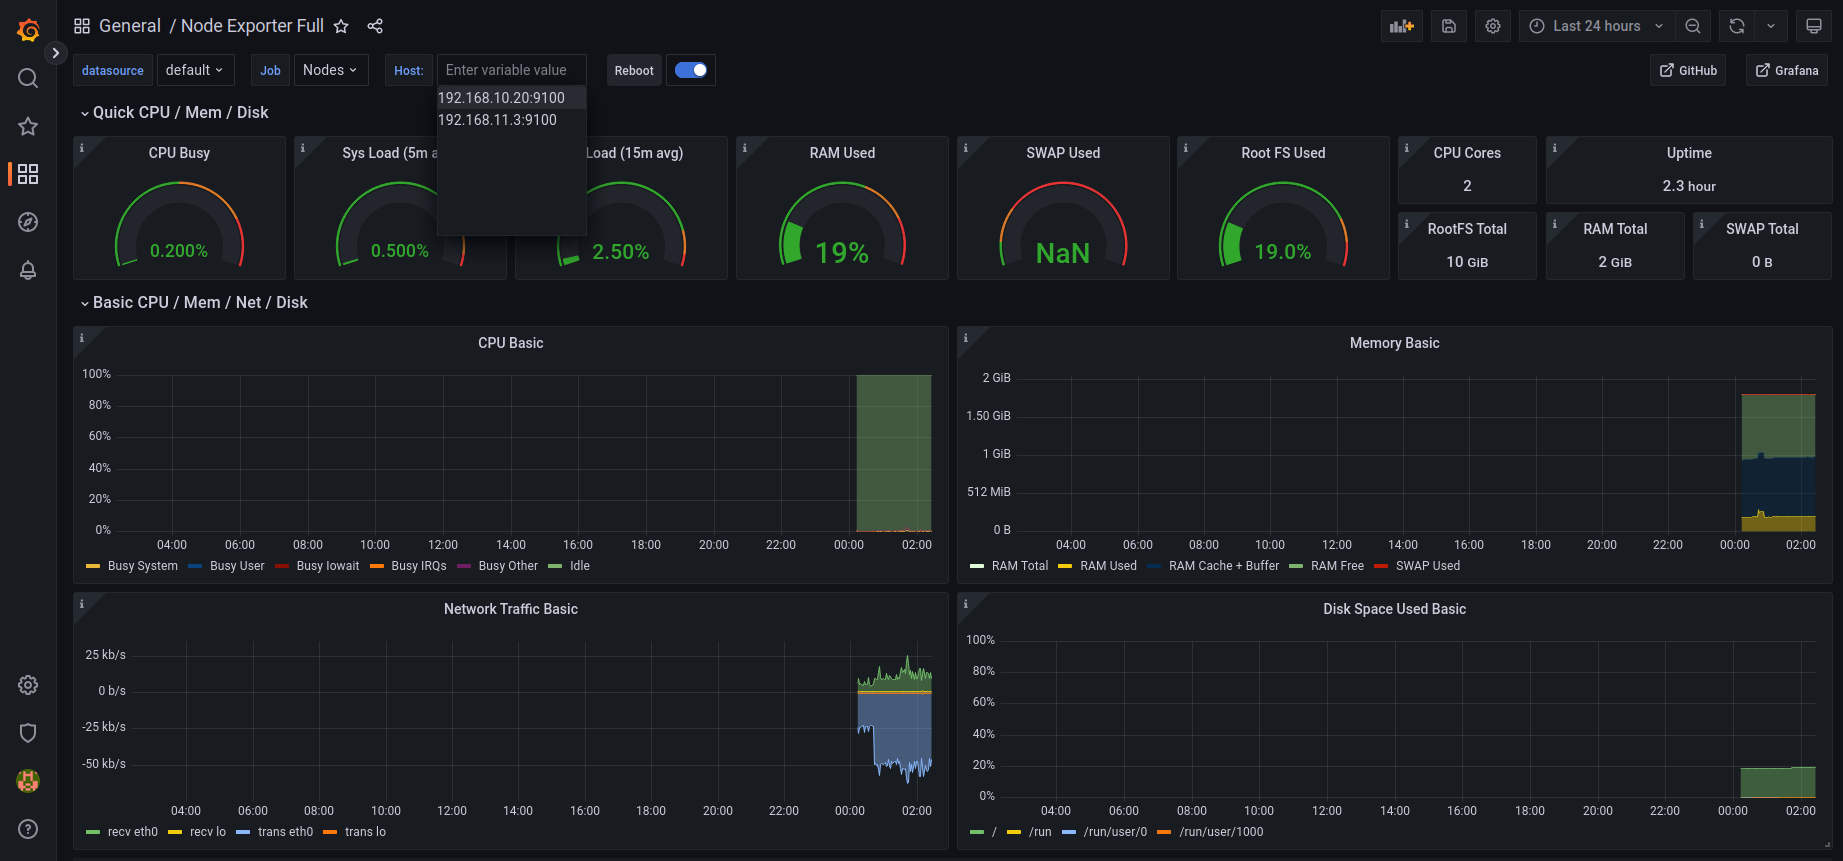 General / Node Exporter Full
Last 24 hours
datasource default Job Nodes Host: Enter variable value Reboot GitHub Grafana
192.168.10.20:9100
192.168.11.3:9100
Quick CPU / Mem / Disk
CPU Busy
0.200%
Sys Load (5m a
0.500%
Load (15m avg)
2.50%
RAM Used
19%
SWAP Used
NaN
Root FS Used
19.0%
CPU Cores
2
Uptime
2.3 hour
RootFS Total
10 GiB
RAM Total
2 GiB
SWAP Total
0 B
Basic CPU / Mem / Net / Disk
CPU Basic
100%
80%
60%
40%
20%
0%
04:00 06:00 08:00 10:00 12:00 14:00 16:00 18:00 20:00 22:00 00:00 02:00
Busy System Busy User Busy Iowait Busy IRQs Busy Other Idle
Memory Basic
2 GiB
1.50 GiB
1 GiB
512 MiB
0 B
04:00 06:00 08:00 10:00 12:00 14:00 16:00 18:00 20:00 22:00 00:00 02:00
RAM Total RAM Used RAM Cache + Buffer RAM Free SWAP Used
Network Traffic Basic
25 kb/s
0 b/s
-25 kb/s
-50 kb/s
04:00 06:00 08:00 10:00 12:00 14:00 16:00 18:00 20:00 22:00 00:00 02:00
recv eth0 recv lo trans eth0 trans lo
Disk Space Used Basic
100%
80%
60%
40%
20%
0%
04:00 06:00 08:00 10:00 12:00 14:00 16:00 18:00 20:00 22:00 00:00 02:00
/ /run /run/user/0 /run/user/1000